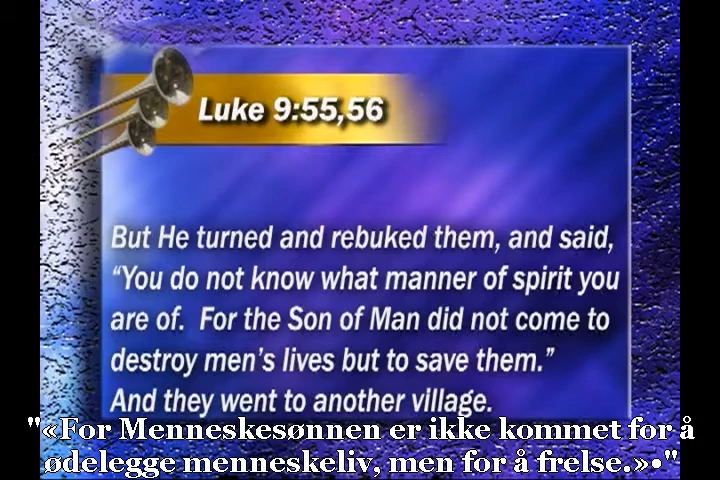 Luke 9:55,56
But He turned and rebuked them, and said,
“You do not know what manner of spirit you
are of. For the Son of Man did not come to
destroy men’s lives but to save them.”
And they went to another village.
"«For Menneskesønnen er ikke kommet for å
ødelegge menneskeliv, men for å frelse.»•"